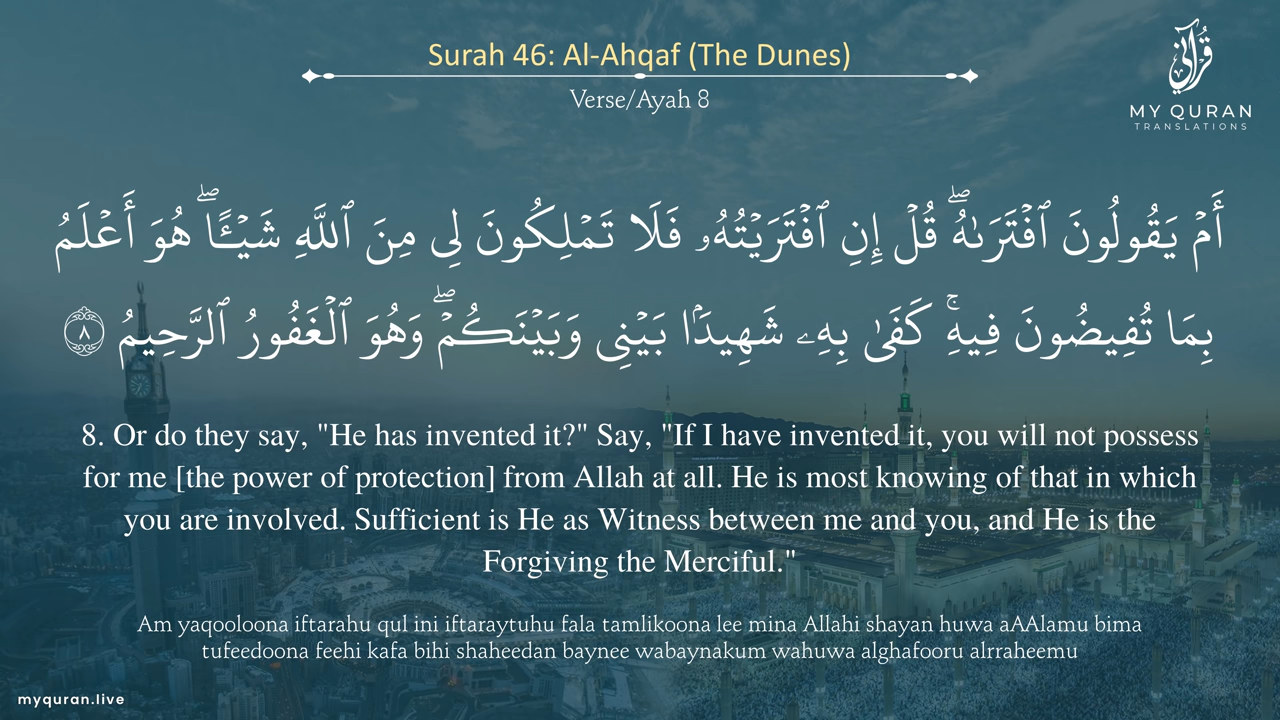 Surah 46: Al-Ahqaf (The Dunes)
Verse/Ayah 8
قرآني
MY QURAN
TRANSLATIONS
أَمۡ يَقُولُونَ ٱفۡتَرَىٰهُۖ قُلۡ إِنِ ٱفۡتَرَيۡتُهُۥ فَلَا تَمۡلِكُونَ لِي مِنَ ٱللَّهِ شَيۡـًٔاۖ هُوَ أَعۡلَمُ
بِمَا تُفِيضُونَ فِيهِۚ كَفَىٰ بِهِۦ شَهِيدَۢا بَيۡنِي وَبَيۡنَكُمۡۖ وَهُوَ ٱلۡغَفُورُ ٱلرَّحِيمُ ٨
8. Or do they say, "He has invented it?" Say, "If I have invented it, you will not possess
for me [the power of protection] from Allah at all. He is most knowing of that in which
you are involved. Sufficient is He as Witness between me and you, and He is the
Forgiving the Merciful."
Am yaqooloona iftarahu qul ini iftaraytuhu fala tamlikoona lee mina Allahi shayan huwa aAAlamu bima
tufeedoona feehi kafa bihi shaheedan baynee wabaynakum wahuwa alghafooru alrraheemu
myquran.live